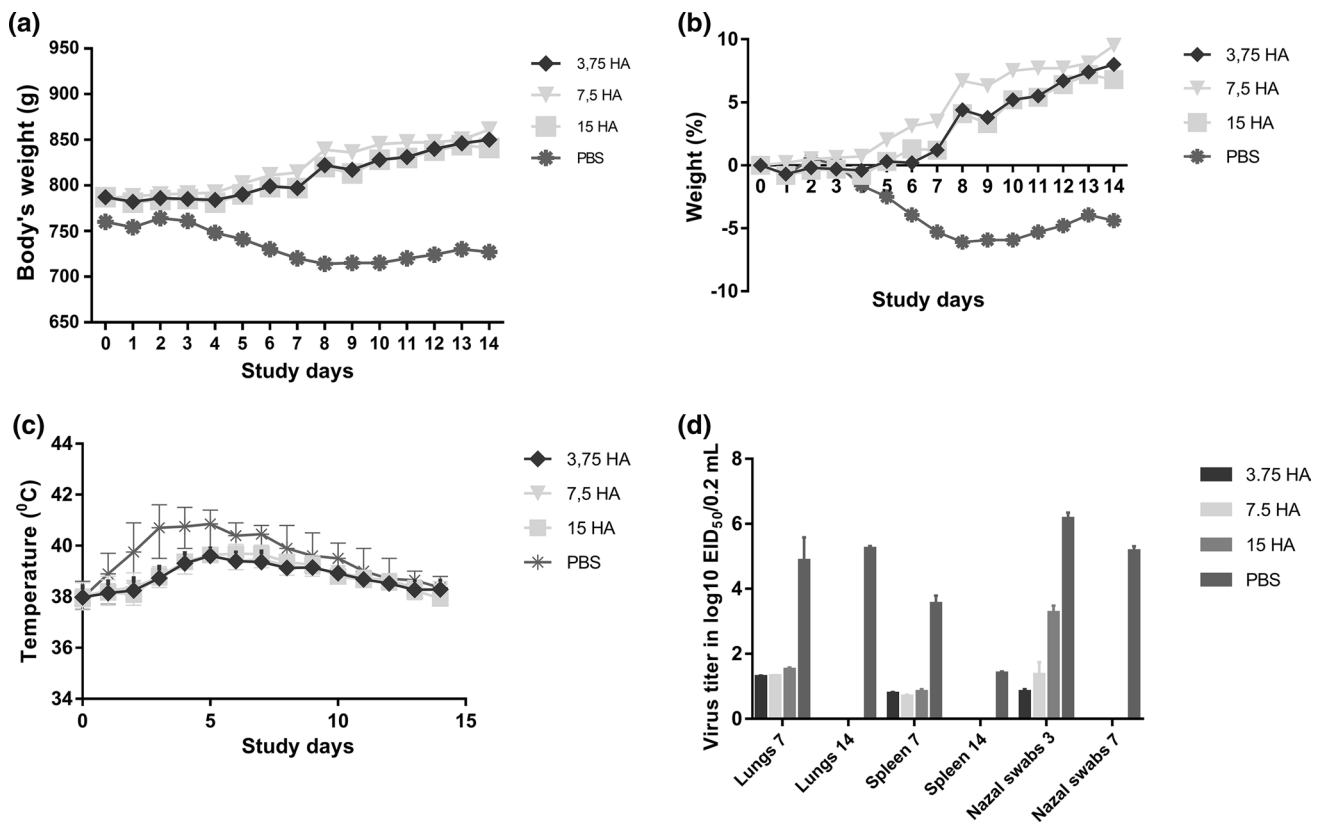 (a)
950
900
850
800
750
700
650
Body's weight (g)
0 1 2 3 4 5 6 7 8 9 10 11 12 13 14
Study days
3,75 HA
7,5 HA
15 HA
PBS
(b)
10
5
0
-5
-10
Weight (%)
0 1 2 3 4 5 6 7 8 9 10 11 12 13 14
Study days
3,75 HA
7,5 HA
15 HA
PBS
(c)
44
42
40
38
36
34
Temperature (⁰C)
0 5 10 15
Study days
3,75 HA
7,5 HA
15 HA
PBS
(d)
8
6
4
2
0
Virus titer in log10 EID₅₀/0.2 mL
Lungs 7
Lungs 14
Spleen 7
Spleen 14
Nazal swabs 3
Nazal swabs 7
3.75 HA
7.5 HA
15 HA
PBS